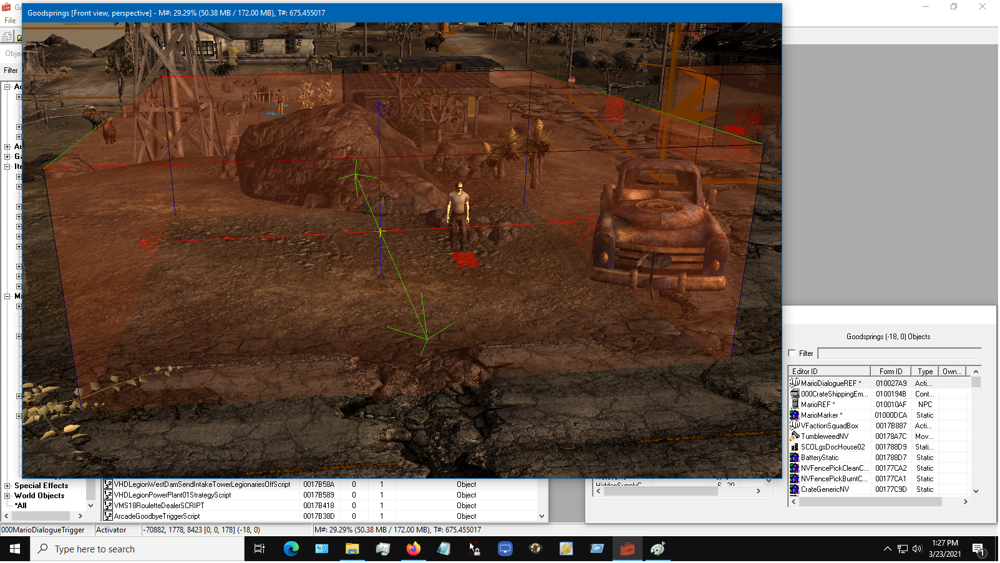 Goodsprings [Front view, perspective] - M#: 29.29% (50.38 MB / 172.00 MB), T#: 675.455017
File
Filter
Goodsprings (-18, 0) Objects
Filter
Editor ID Form ID Type Own...
MarioDialogueREF * 010027A9 Acti...
000CrateShippingEm... 0100194B Cont...
MarioREF * 010010AF NPC
MarioMarker * 01000DCA Static
VFactionSquadBox 0017B887 Acti...
TumbleweedNV 00178A7C Mov...
SCOLgsDocHouse02 001788D9 Stati...
BatteryStatic 001788D7 Static
NVFencePickCleanC... 00177CA2 Static
NVFencePickBurntC... 00177CA1 Static
CrateGenericNV 00177C9D Static
Special Effects
World Objects
*All
VHDLegionWestDamSendIntakeTowerLegionariesOffScript 0017B58A 0 1 Object
VHDLegionPowerPlant01StrategyScript 0017B589 0 1 Object
VMS18RouletteDealerSCRIPT 0017B418 0 1 Object
ArcadeGoodbyeTriggerScript 0017B38D 0 1 Object
000MarioDialogueTrigger Activator -70882, 1778, 8423 [0, 0, 178] (-18, 0) M#: 29.29% (50.38 MB / 172.00 MB), T#: 675.455017
Type here to search
1:27 PM
3/23/2021
1